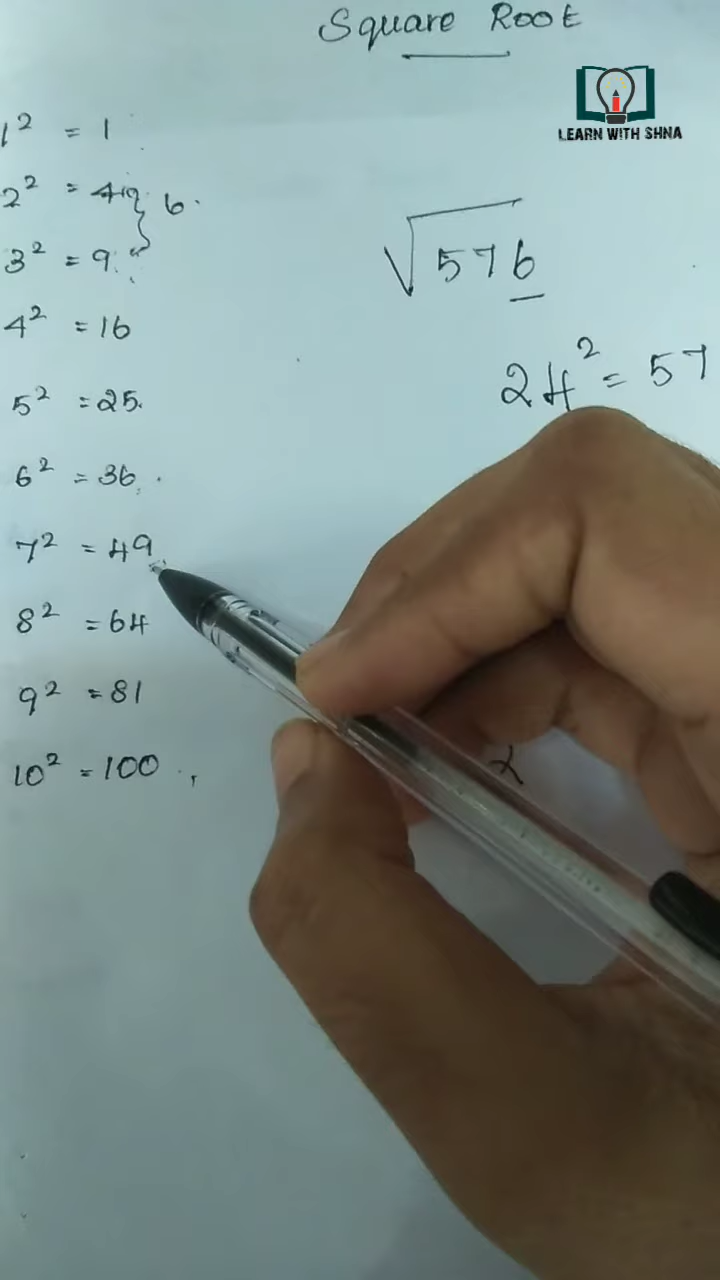 Square Root
LEARN WITH SHNA
1² = 1
2² = 4
3² = 9
4² = 16
5² = 25
6² = 36
7² = 49
8² = 64
9² = 81
10² = 100
6
√576
24² = 57